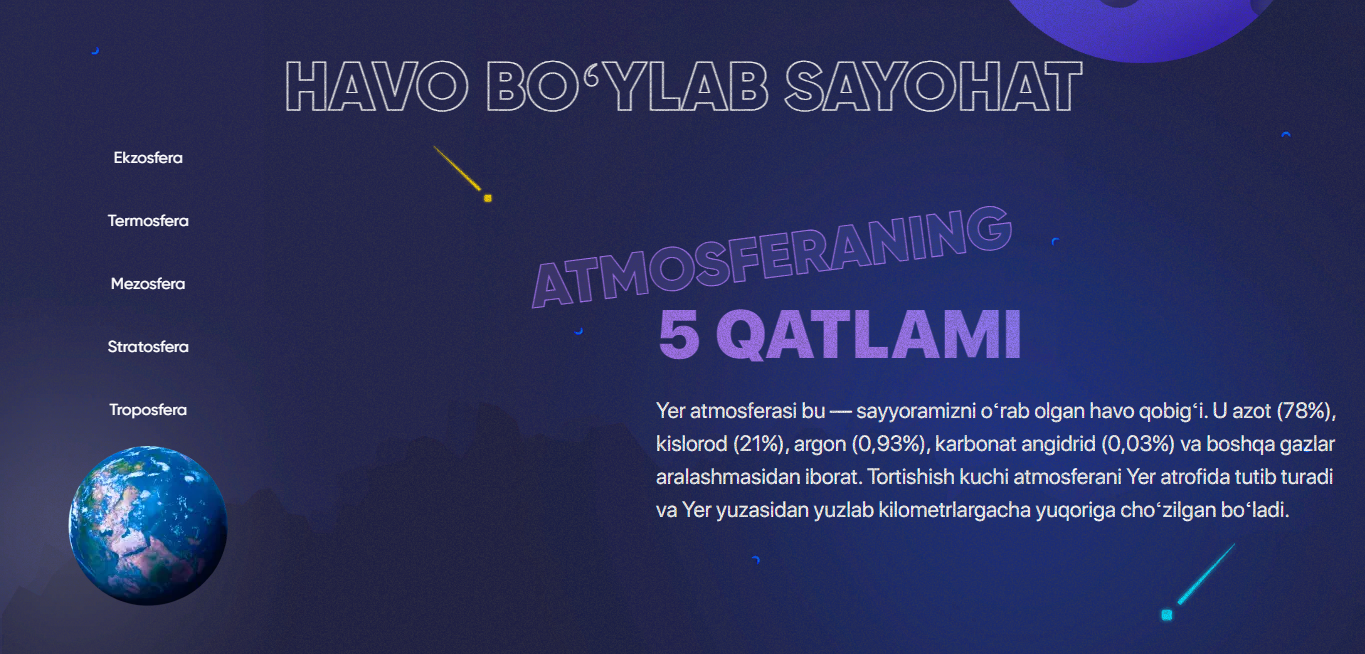 HAVO BOʻYLAB SAYOHAT
Ekzosfera
Termosfera
Mezosfera
Stratosfera
Troposfera
ATMOSFERANING
5 QATLAMI
Yer atmosferasi bu — sayyoramizni oʻrab olgan havo qobigʻi. U azot (78%),
kislorod (21%), argon (0,93%), karbonat angidrid (0,03%) va boshqa gazlar
aralashmasidan iborat. Tortishish kuchi atmosferani Yer atrofida tutib turadi
va Yer yuzasidan yuzlab kilometrlargacha yuqoriga choʻzilgan boʻladi.